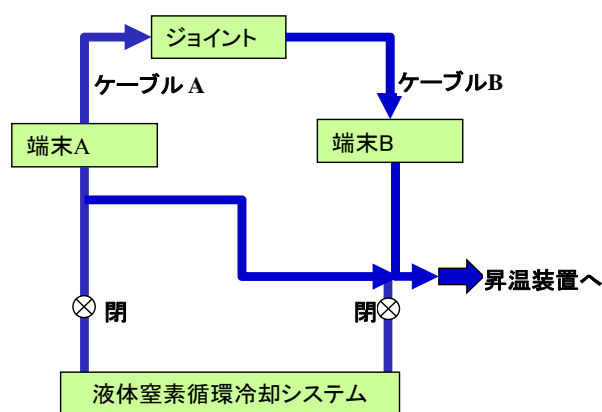 ジョイント
ケーブル A
ケーブルB
端末A
端末B
昇温装置へ
閉
閉
液体窒素循環冷却システム